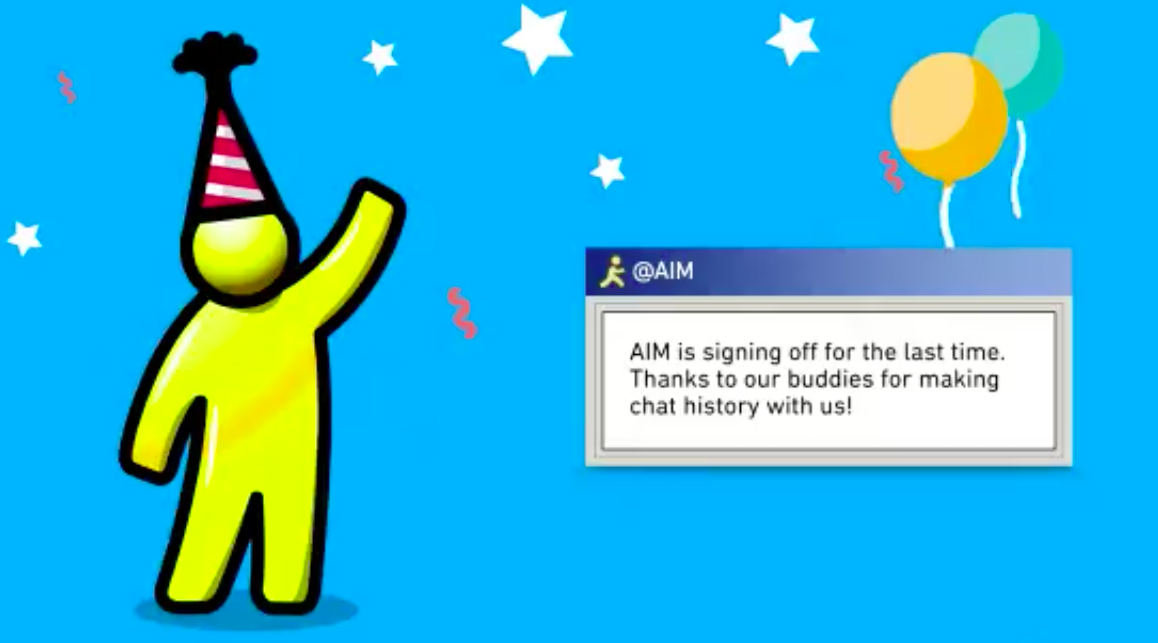 @AIM
AIM is signing off for the last time.
Thanks to our buddies for making
chat history with us!